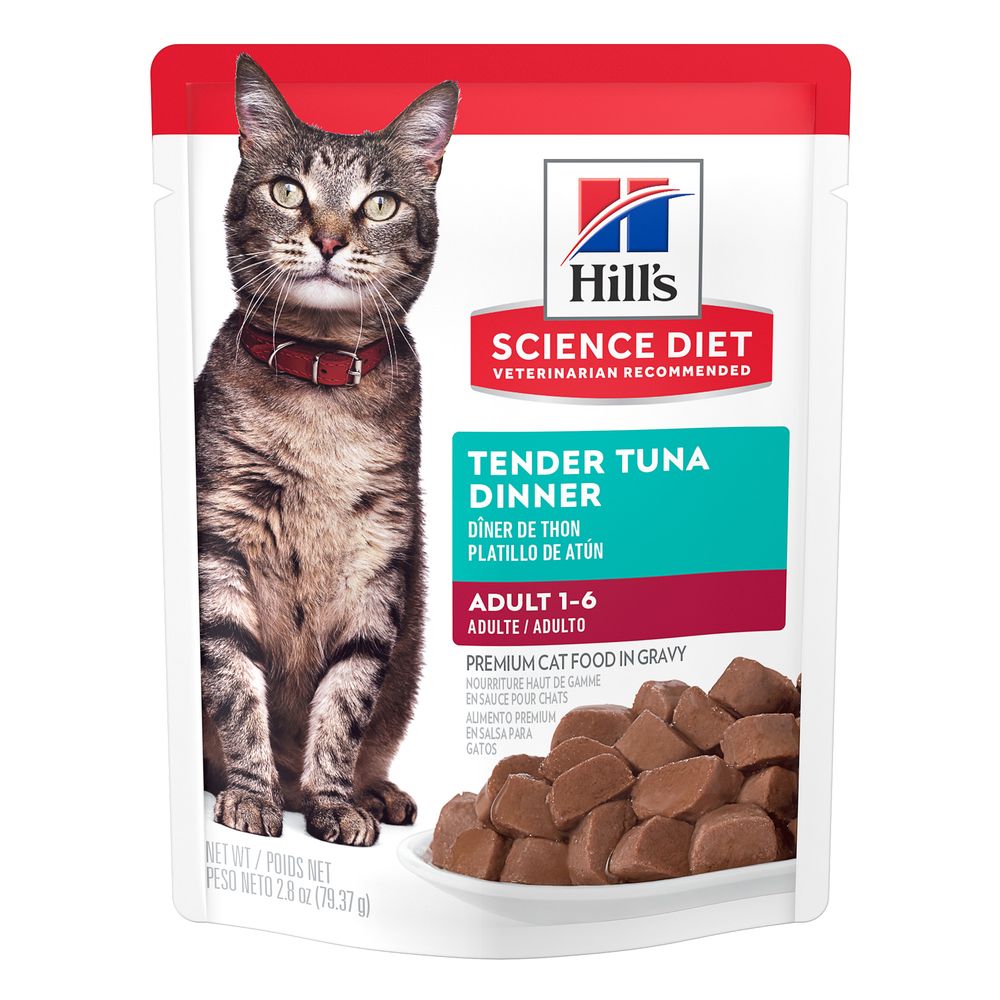 Hill's
SCIENCE DIET
VETERINARIAN RECOMMENDED
TENDER TUNA
DINNER
DÎNER DE THON
PLATILLO DE ATÚN
ADULT 1-6
ADULTE / ADULTO
PREMIUM CAT FOOD IN GRAVY
NOURRITURE HAUT DE GAMME
EN SAUCE POUR CHATS
ALIMENTO PREMIUM
EN SALSA PARA
GATOS
NET WT / POIDS NET
PESO NETO 2.8 oz (79.37 g)